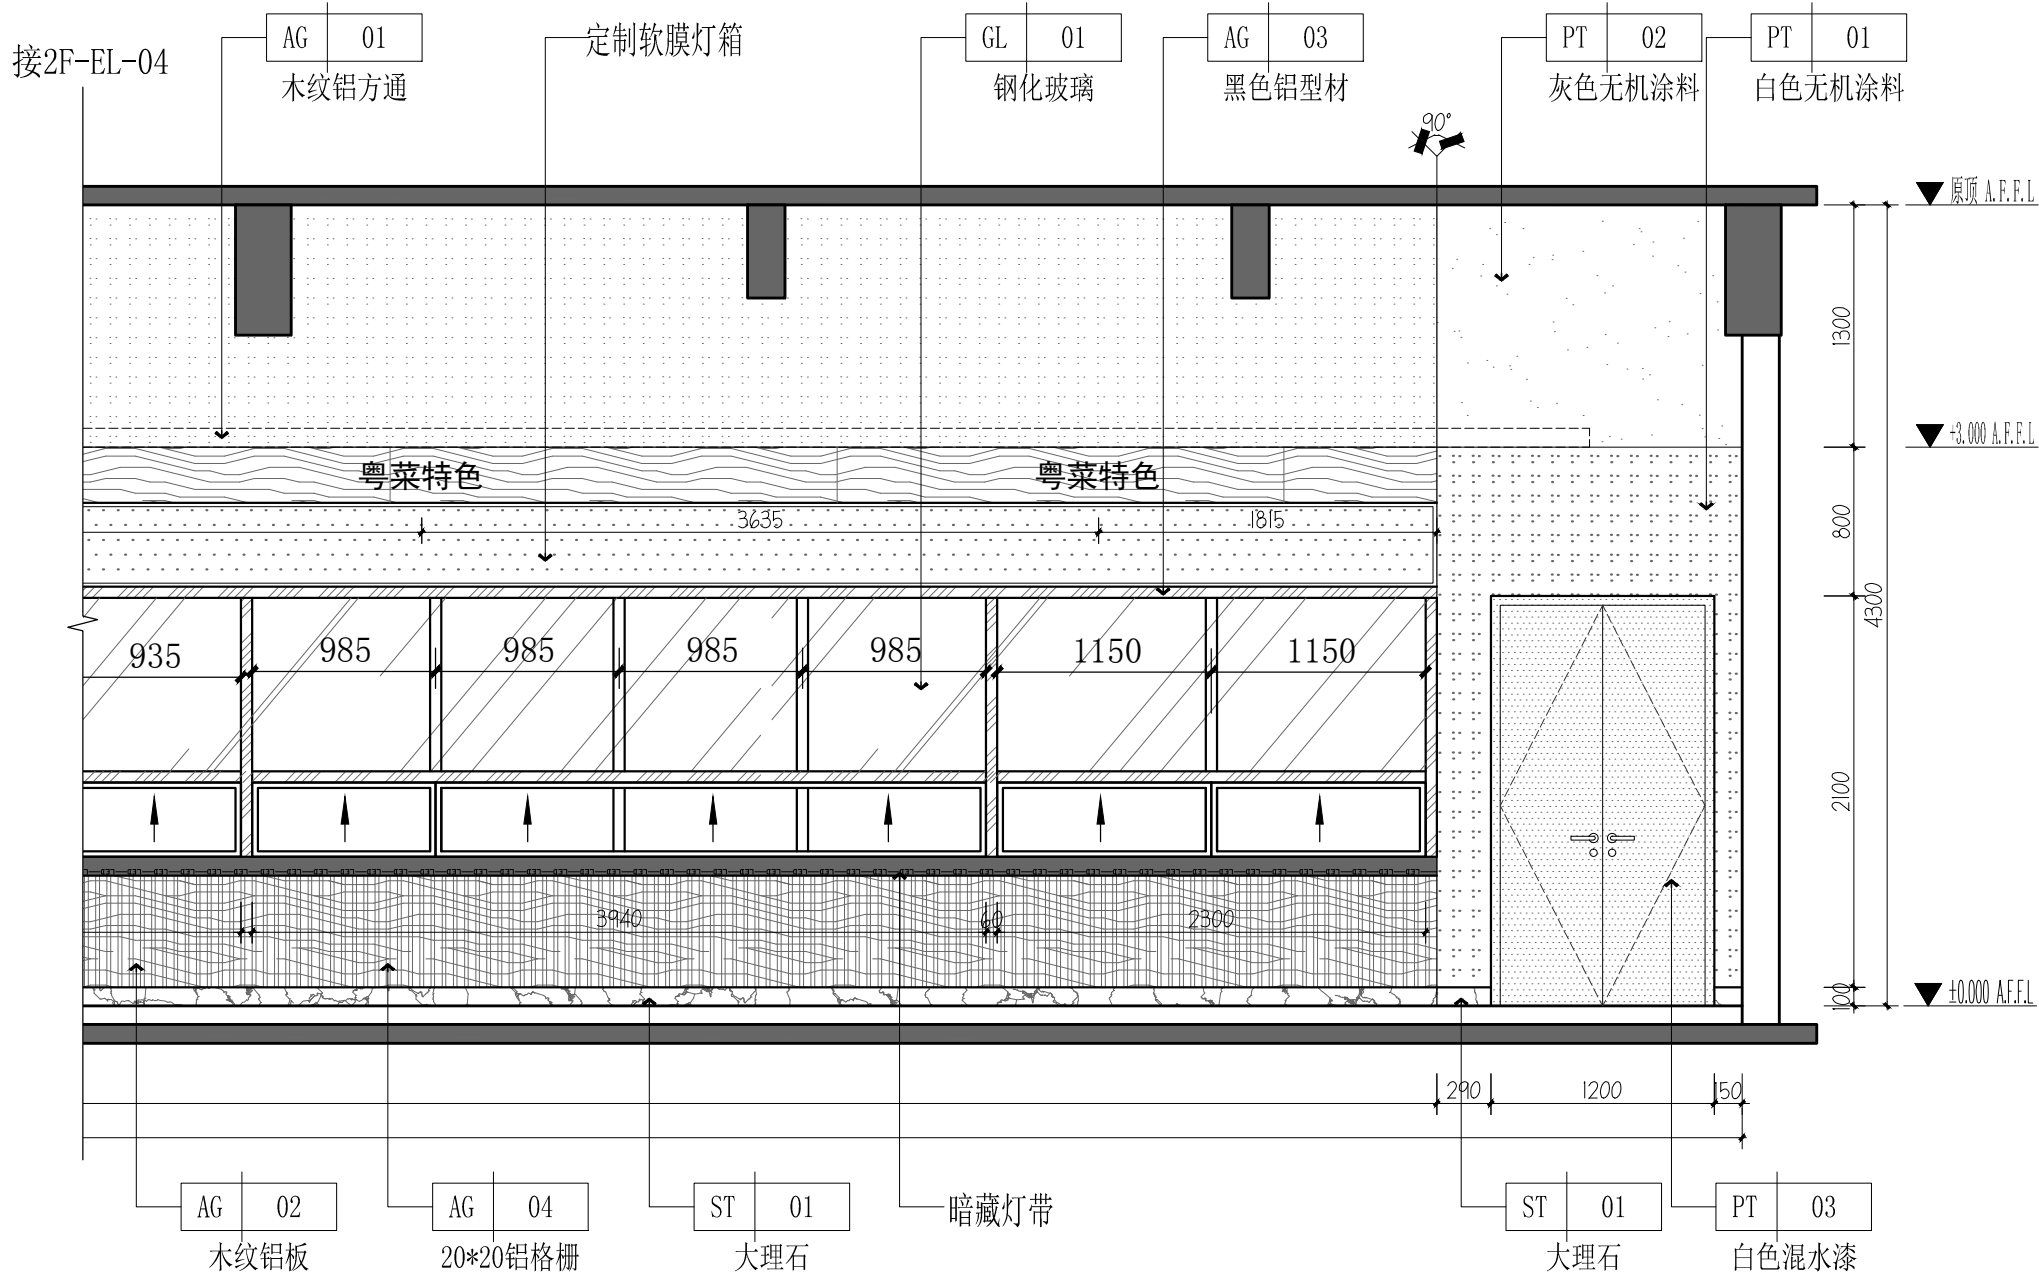 接2F-EL-04
AG 01
木纹铝方通
定制软膜灯箱
GL 01
钢化玻璃
AG 03
黑色铝型材
PT 02
灰色无机涂料
PT 01
白色无机涂料
90°
原顶 A.F.F.L
1300
+3.000 A.F.F.L
粤菜特色
粤菜特色
3635
1815
800
4300
935
985
985
985
985
1150
1150
2100
3940
60
2300
100
±0.000 A.F.F.L
290
1200
150
AG 02
木纹铝板
AG 04
20*20铝格栅
ST 01
大理石
暗藏灯带
ST 01
大理石
PT 03
白色混水漆